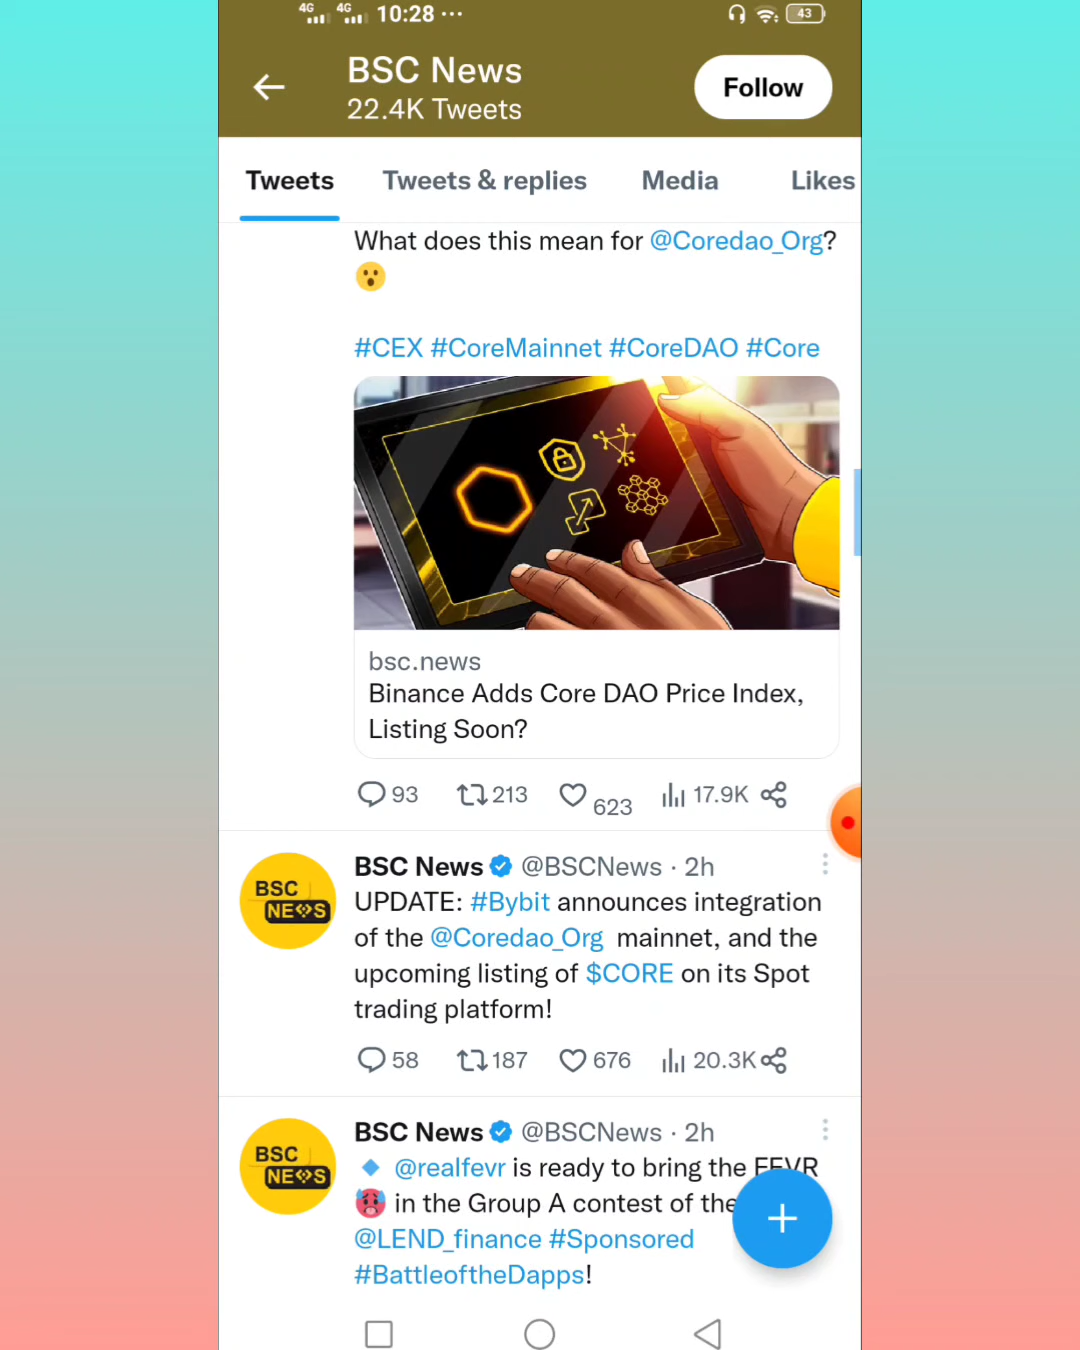 4G 4G 10:28 ... 43
BSC News
22.4K Tweets
Follow
Tweets Tweets & replies Media Likes
What does this mean for @Coredao_Org?
😮
#CEX #CoreMainnet #CoreDAO #Core
bsc.news
Binance Adds Core DAO Price Index,
Listing Soon?
93 213 623 17.9K
BSC News @BSCNews · 2h
BSC
NEWS
UPDATE: #Bybit announces integration
of the @Coredao_Org mainnet, and the
upcoming listing of $CORE on its Spot
trading platform!
58 187 676 20.3K
BSC News @BSCNews · 2h
BSC
NEWS
🔹 @realfevr is ready to bring the FEVR
🥵 in the Group A contest of the
@LEND_finance #Sponsored
#BattleoftheDapps!